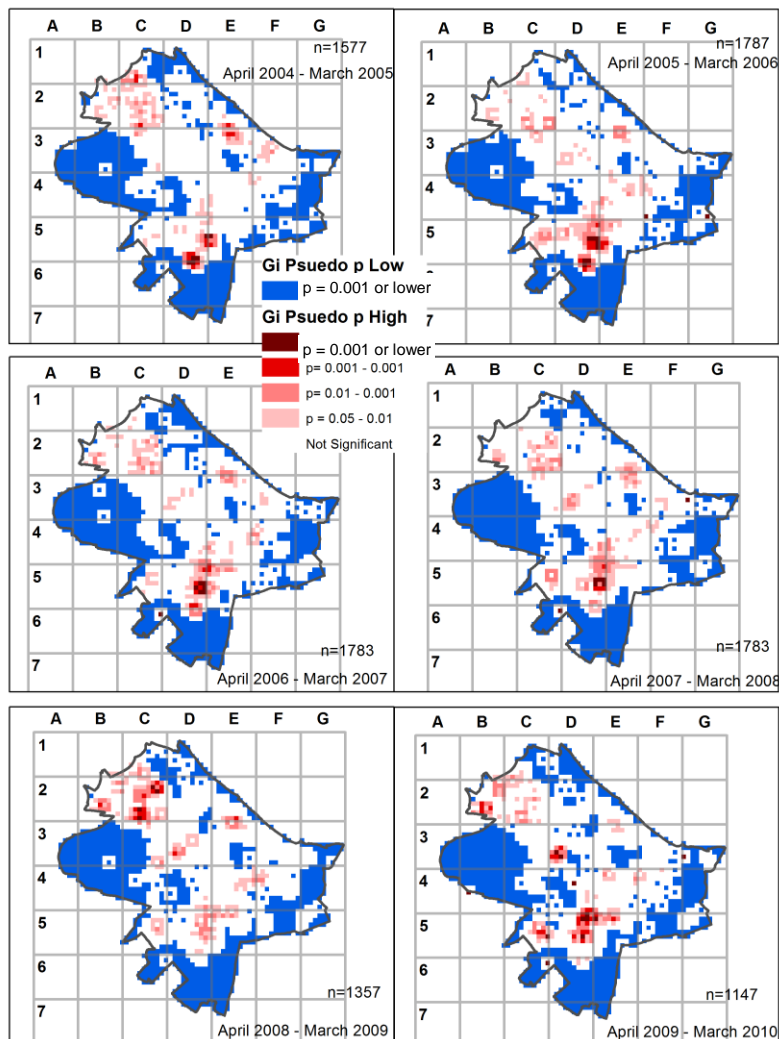 A B C D E F G
1
n=1577
April 2004 - March 2005
2
3
4
5
6
7
A B C D E F G
1
n=1787
April 2005 - March 2006
2
3
4
5
7
Gi Psuedo p Low
p = 0.001 or lower
Gi Psuedo p High
p = 0.001 or lower
p= 0.001 - 0.001
p= 0.01 - 0.001
p = 0.05 - 0.01
Not Significant
A B C D E
1
2
3
4
5
6
7
n=1783
April 2006 - March 2007
A B C D E F G
1
2
3
4
5
6
7
n=1783
April 2007 - March 2008
A B C D E F G
1
2
3
4
5
6
7
n=1357
April 2008 - March 2009
A B C D E F G
1
2
3
4
5
6
7
n=1147
April 2009 - March 2010